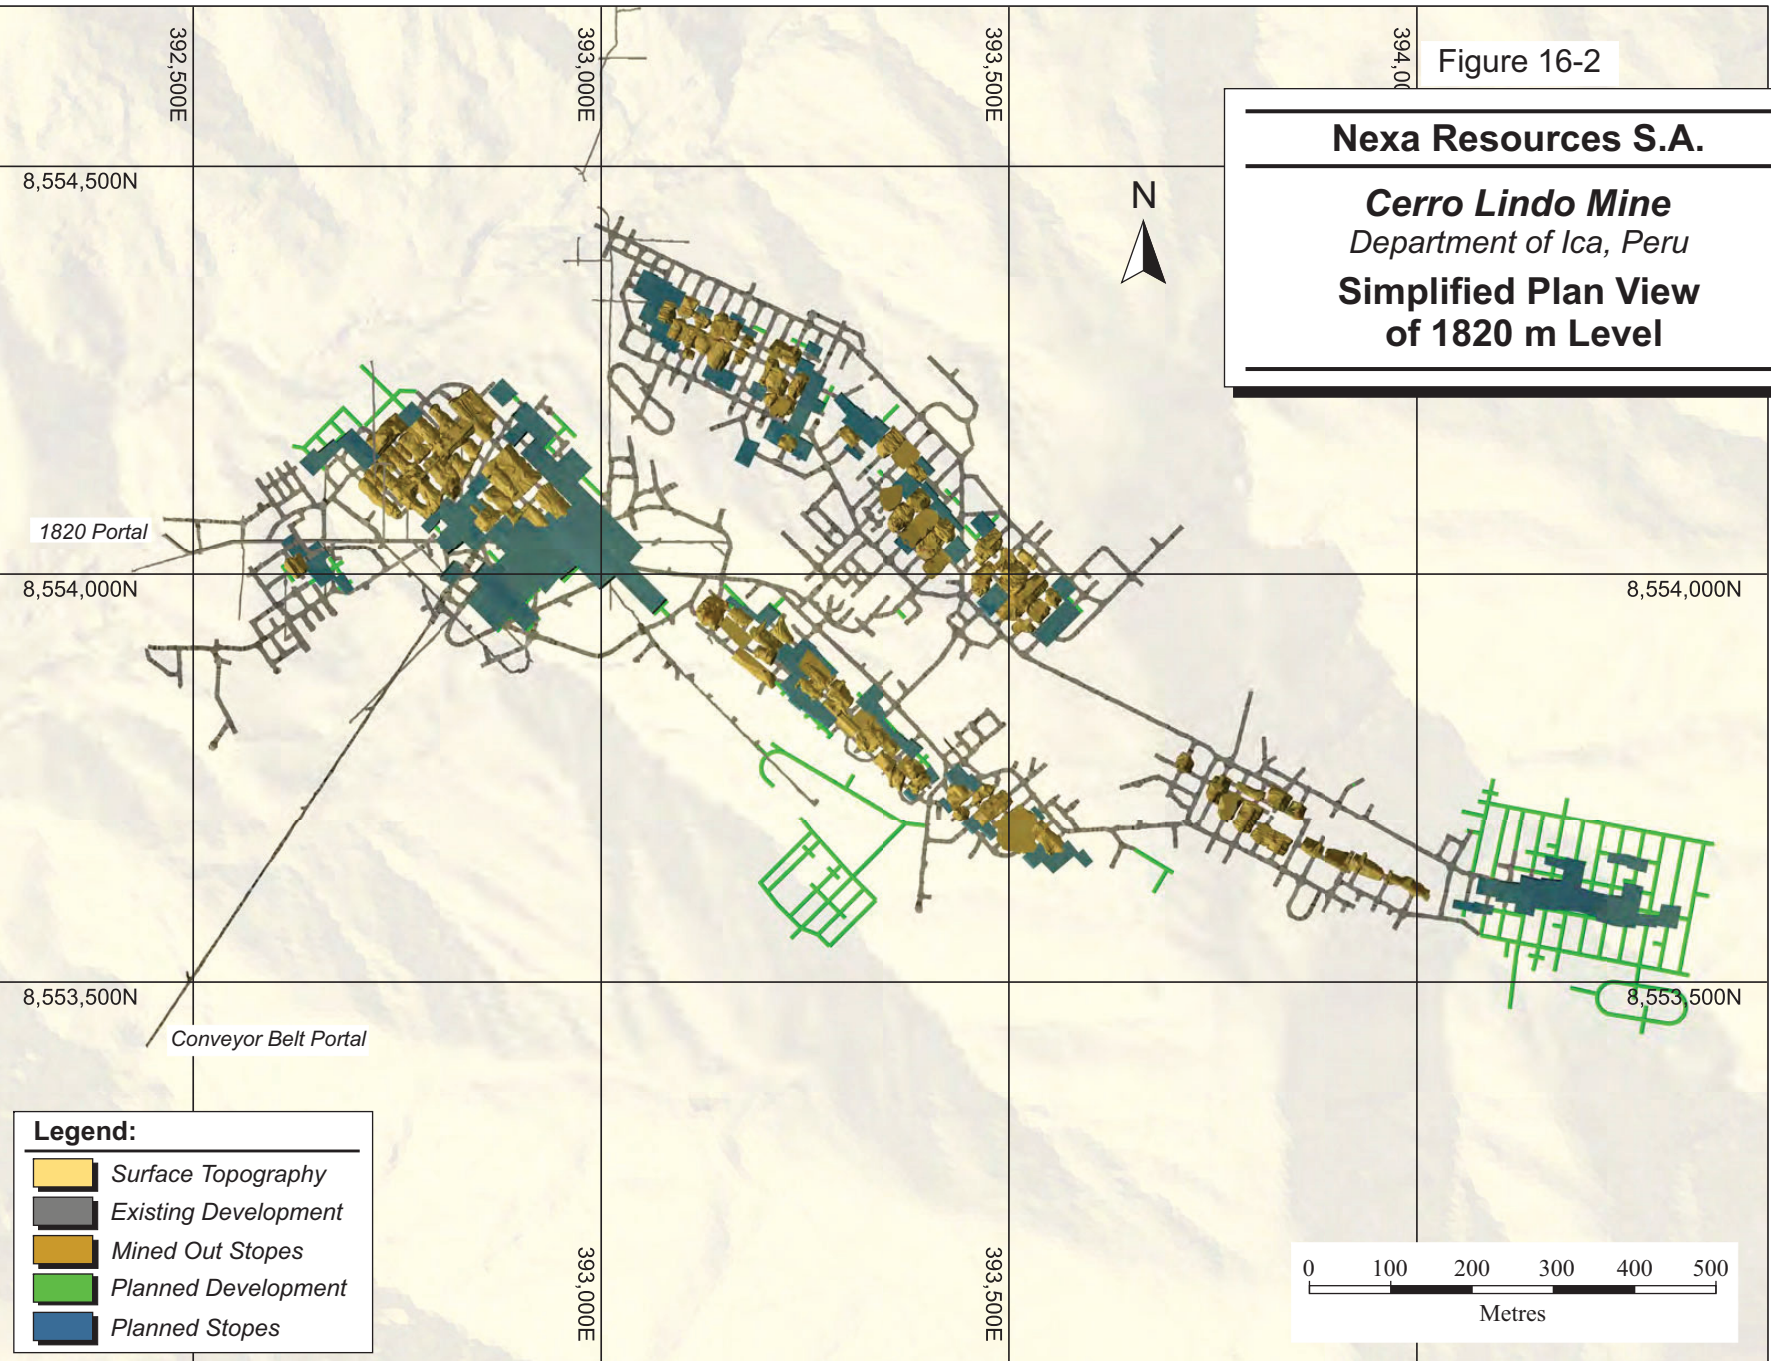 392,500E
393,000E
393,500E
394,0
Figure 16-2
Nexa Resources S.A.
Cerro Lindo Mine
Department of Ica, Peru
Simplified Plan View
of 1820 m Level
8,554,500N
N
1820 Portal
8,554,000N
8,554,000N
8,553,500N
8,553,500N
Conveyor Belt Portal
Legend:
Surface Topography
Existing Development
Mined Out Stopes
Planned Development
Planned Stopes
393,000E
393,500E
0 100 200 300 400 500
Metres